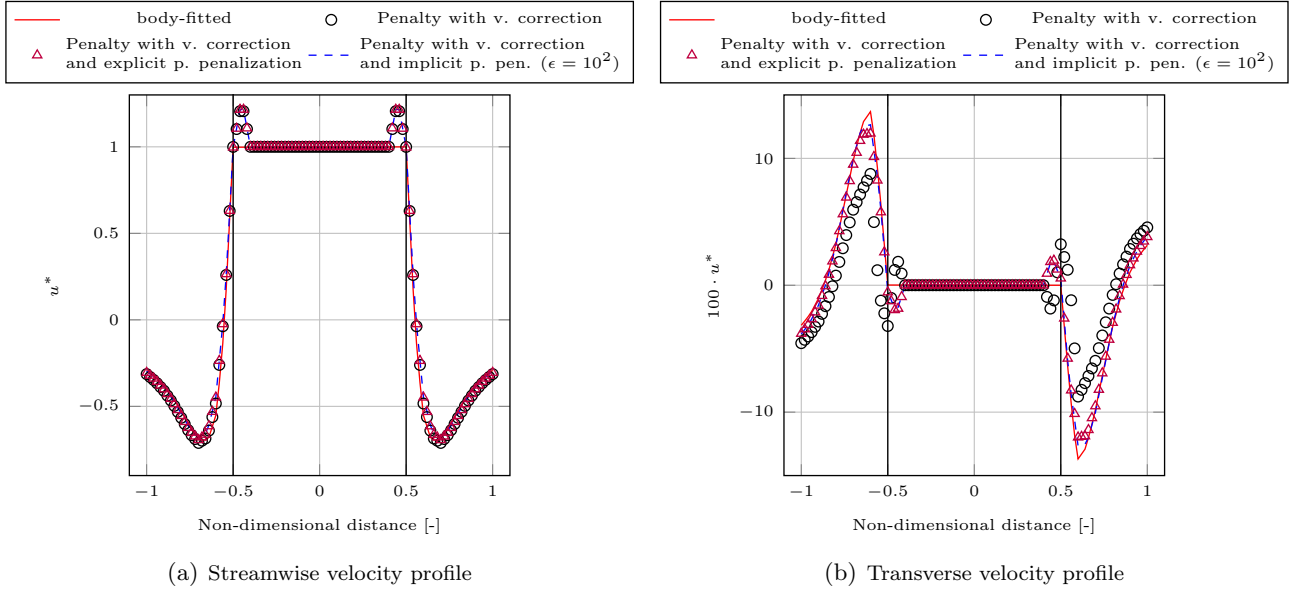 body-fitted
Penalty with v. correction
Penalty with v. correction
and explicit p. penalization
Penalty with v. correction
and implicit p. pen. (ϵ = 10²)
1
0.5
0
−0.5
u*
−1
−0.5
0
0.5
1
Non-dimensional distance [-]
(a) Streamwise velocity profile
body-fitted
Penalty with v. correction
Penalty with v. correction
and explicit p. penalization
Penalty with v. correction
and implicit p. pen. (ϵ = 10²)
10
0
−10
100 · u*
−1
−0.5
0
0.5
1
Non-dimensional distance [-]
(b) Transverse velocity profile